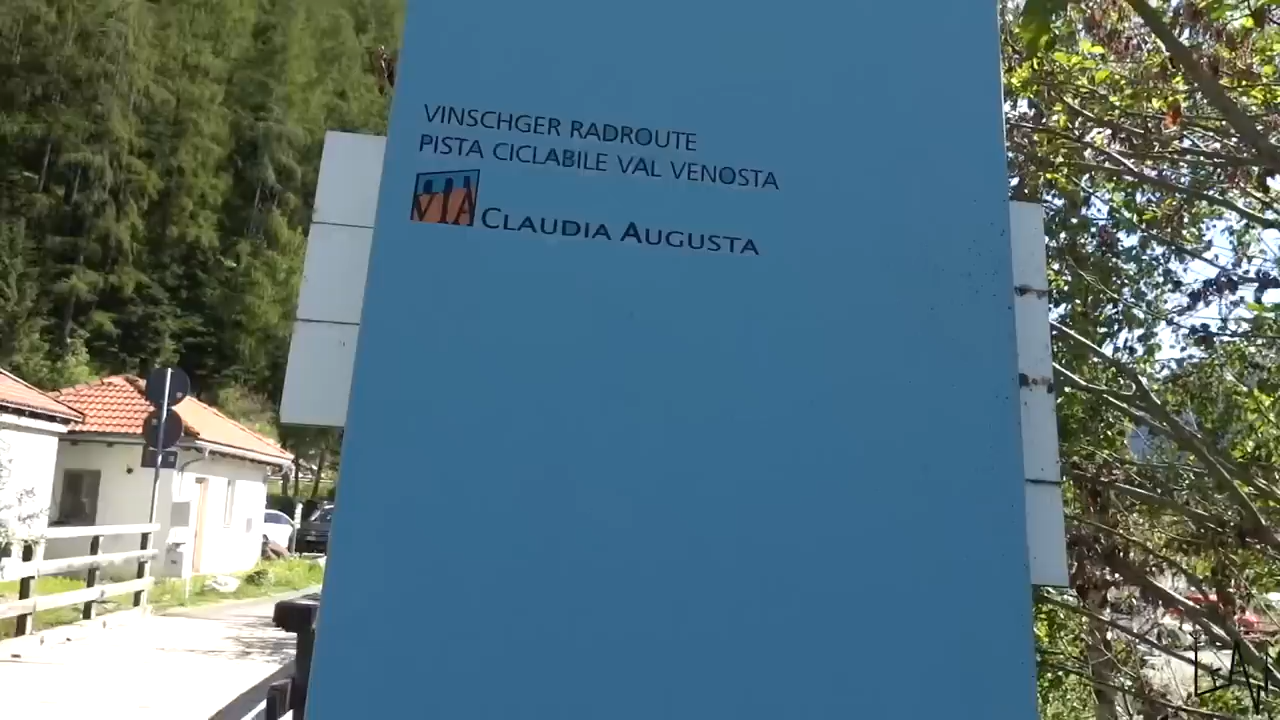 VINSCHGER RADROUTE
PISTA CICLABILE VAL VENOSTA
VIA CLAUDIA AUGUSTA